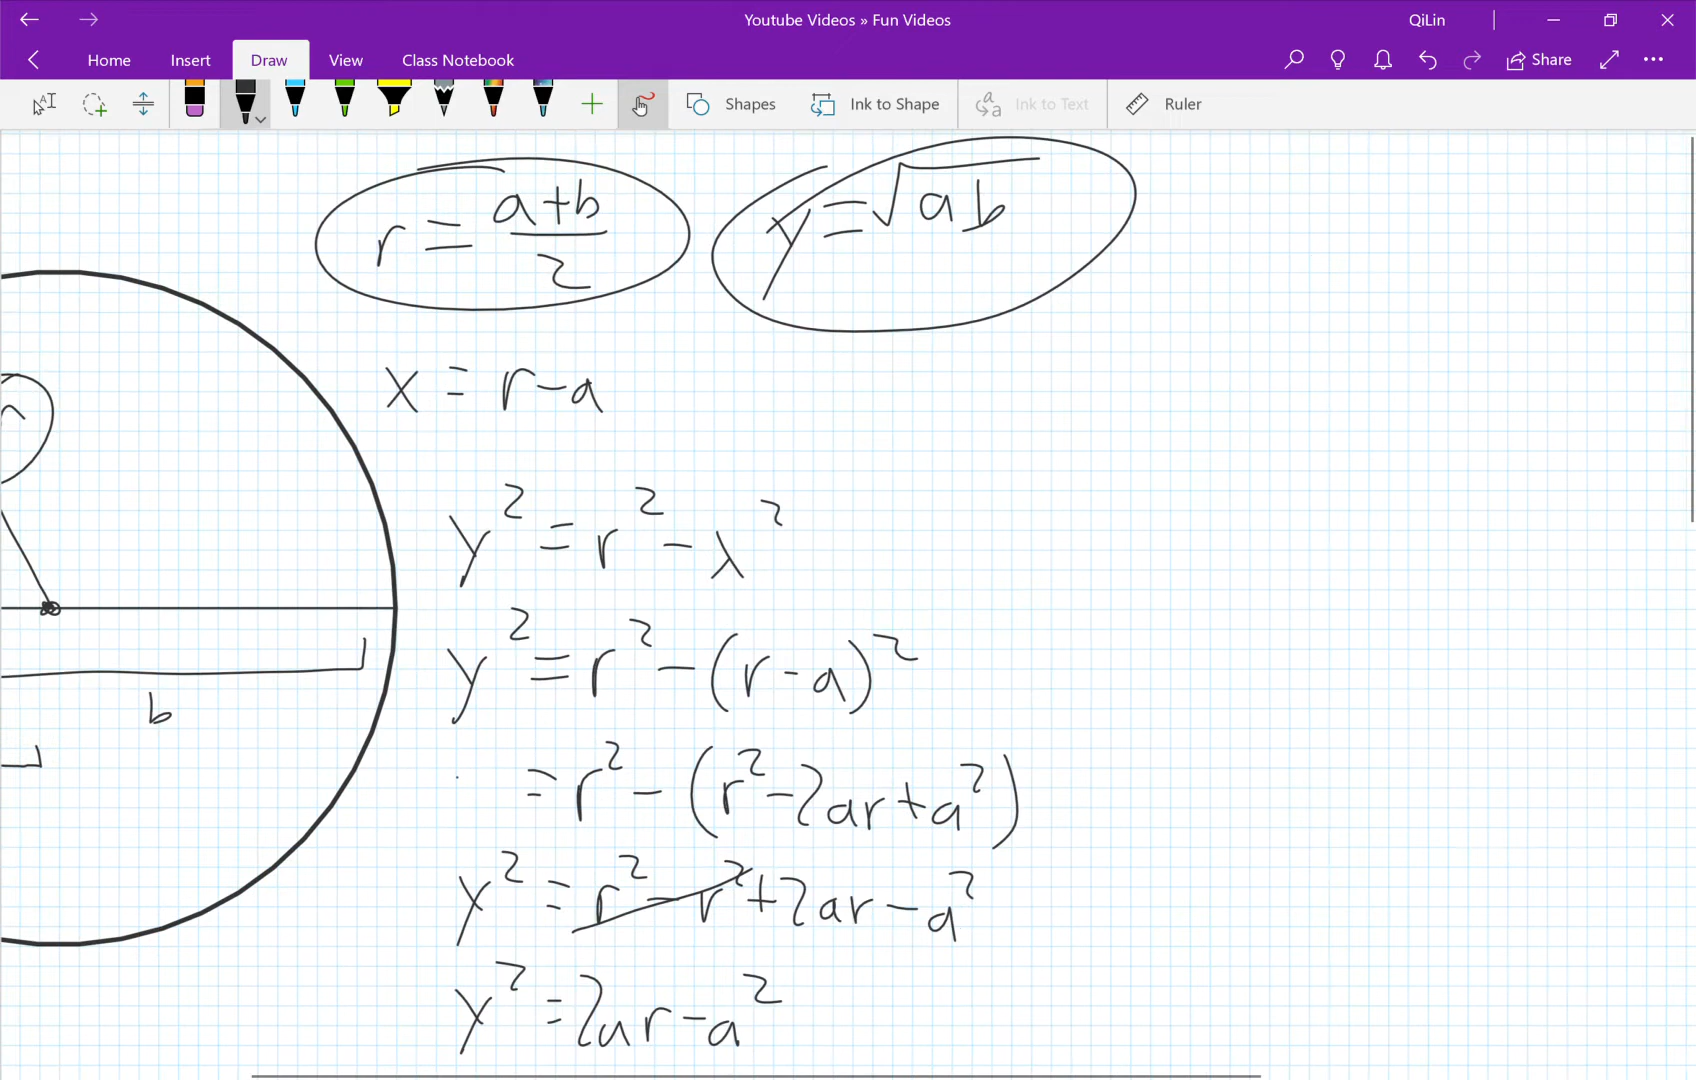 Youtube Videos » Fun Videos
QiLin
Home Insert Draw View Class Notebook
Share
Shapes
Ink to Shape
Ink to Text
Ruler
r = (a+b)/2
y = √ab
x = r-a
r
y² = r² - x²
y² = r² - (r-a)²
= r² - (r² - 2ar + a²)
b
y² = r² - r² + 2ar - a²
y² = 2ar - a²